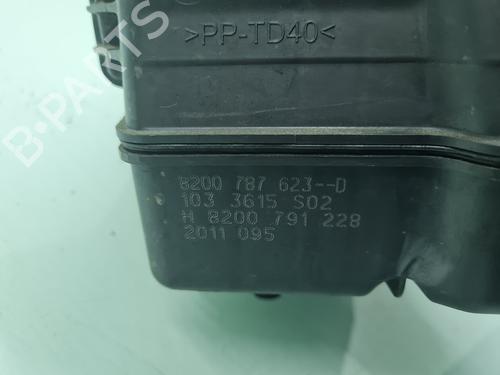 >PP-TD40<
B-PARTS
8200 787 623--D
103 3615 S02
H 8200 791 228
2011 095